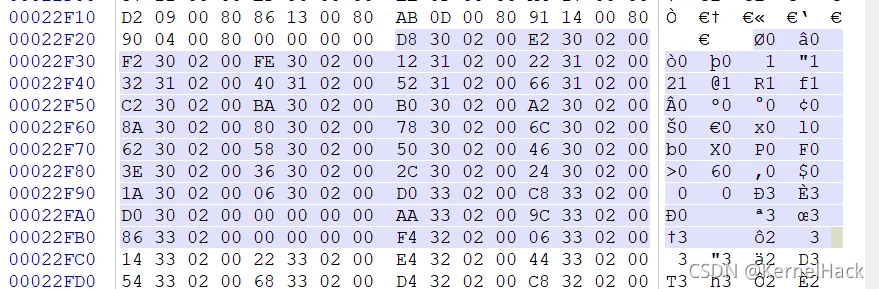 00022F10 D2 09 00 80 86 13 00 80 AB 0D 00 80 91 14 00 80 Ò €† €« €‘ €
00022F20 90 04 00 80 00 00 00 00 D8 30 02 00 E2 30 02 00 € Ø0 â0
00022F30 F2 30 02 00 FE 30 02 00 12 31 02 00 22 31 02 00 ò0 þ0 1 "1
00022F40 32 31 02 00 40 31 02 00 52 31 02 00 66 31 02 00 21 @1 R1 f1
00022F50 C2 30 02 00 BA 30 02 00 B0 30 02 00 A2 30 02 00 Â0 º0 °0 ¢0
00022F60 8A 30 02 00 80 30 02 00 78 30 02 00 6C 30 02 00 Š0 €0 x0 l0
00022F70 62 30 02 00 58 30 02 00 50 30 02 00 46 30 02 00 b0 X0 P0 F0
00022F80 3E 30 02 00 36 30 02 00 2C 30 02 00 24 30 02 00 >0 60 ,0 $0
00022F90 1A 30 02 00 06 30 02 00 D0 33 02 00 C8 33 02 00 0 0 Ð3 È3
00022FA0 D0 30 02 00 00 00 00 00 AA 33 02 00 9C 33 02 00 Ð0 ª3 œ3
00022FB0 86 33 02 00 00 00 00 00 F4 32 02 00 06 33 02 00 †3 ô2 3
00022FC0 14 33 02 00 22 33 02 00 E4 32 02 00 44 33 02 00 3 "3 ä2 D3
00022FD0 54 33 02 00 68 33 02 00 D4 32 02 00 C8 32 02 00 T3 h3 Ô2 È2
CSDN @KernelHack